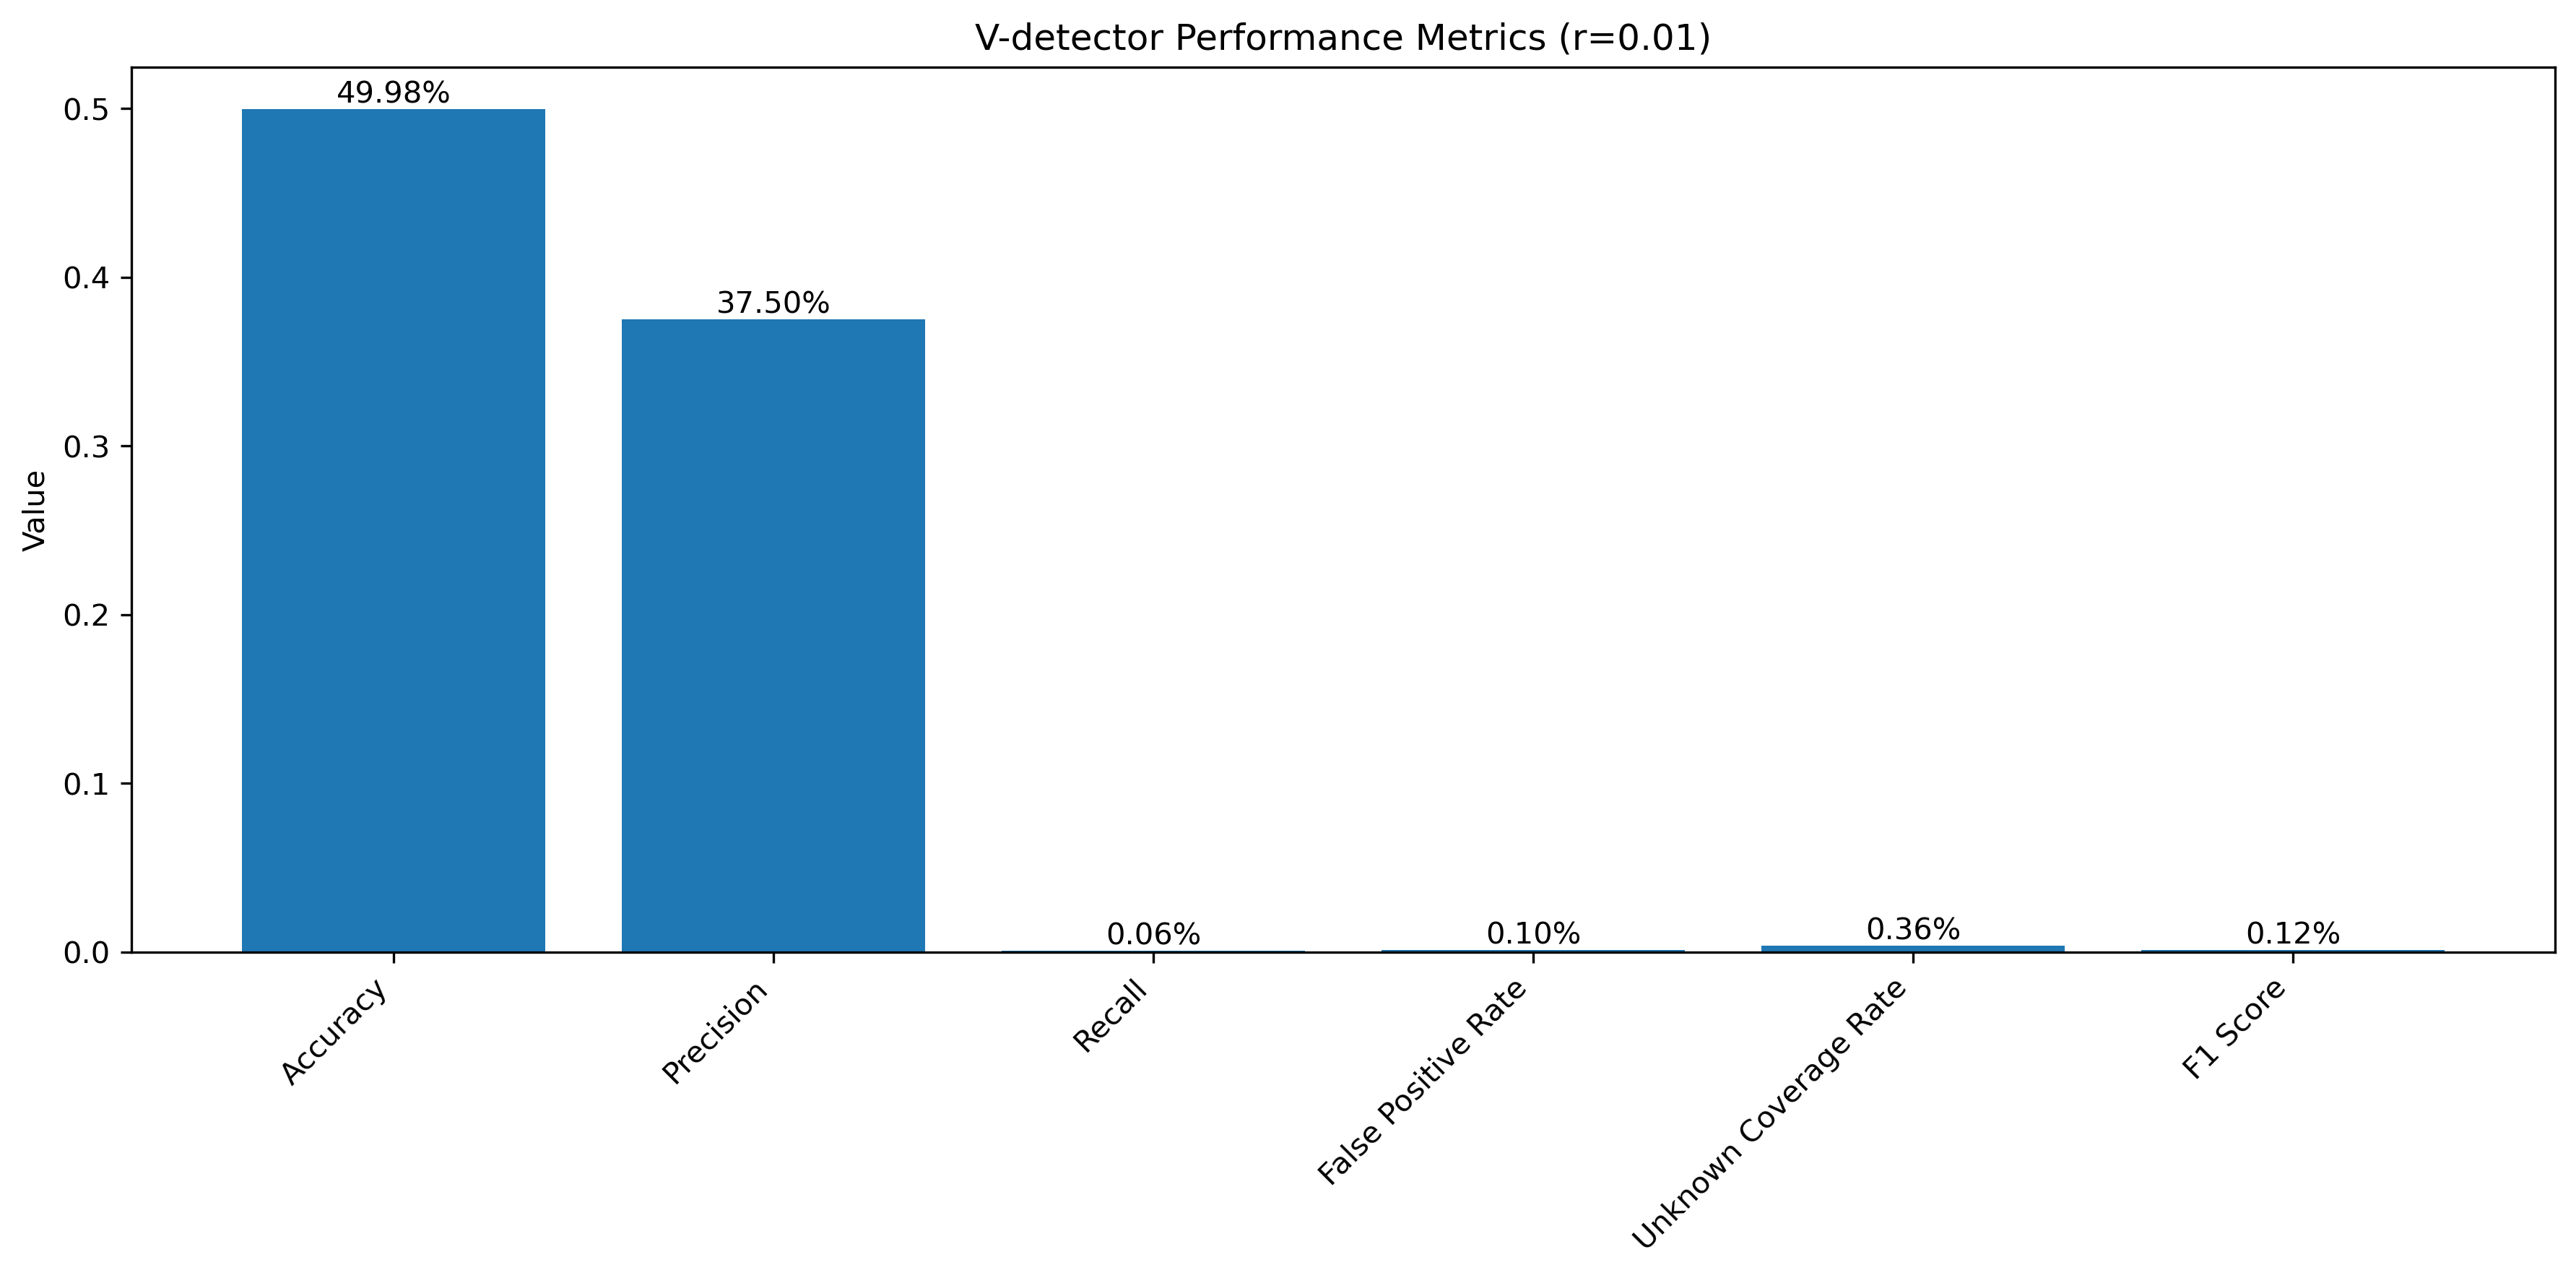 V-detector Performance Metrics (r=0.01)
Value
0.5
0.4
0.3
0.2
0.1
0.0
49.98%
37.50%
0.06%
0.10%
0.36%
0.12%
Accuracy
Precision
Recall
False Positive Rate
Unknown Coverage Rate
F1 Score